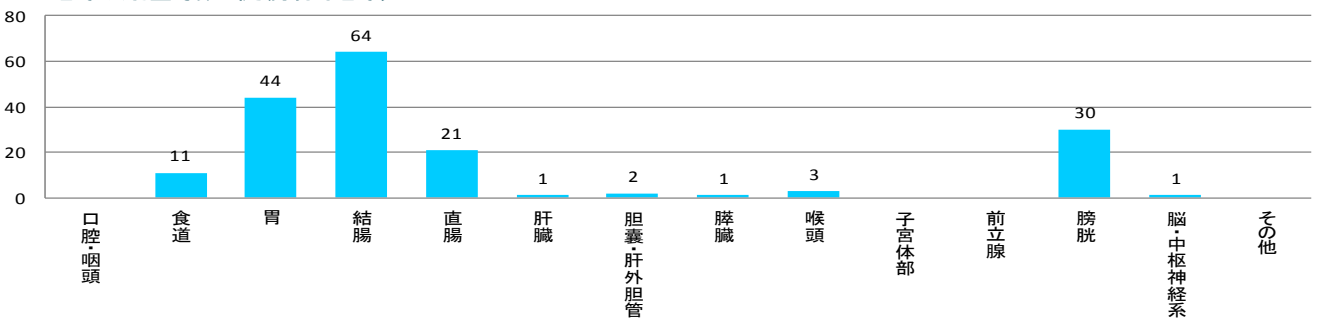 80
60
40
20
0
11
44
64
21
1
2
1
3
30
1
口腔・咽頭
食道
胃
結腸
直腸
肝臓
胆嚢・肝外胆管
膵臓
喉頭
子宮体部
前立腺
膀胱
脳・中枢神経系
その他